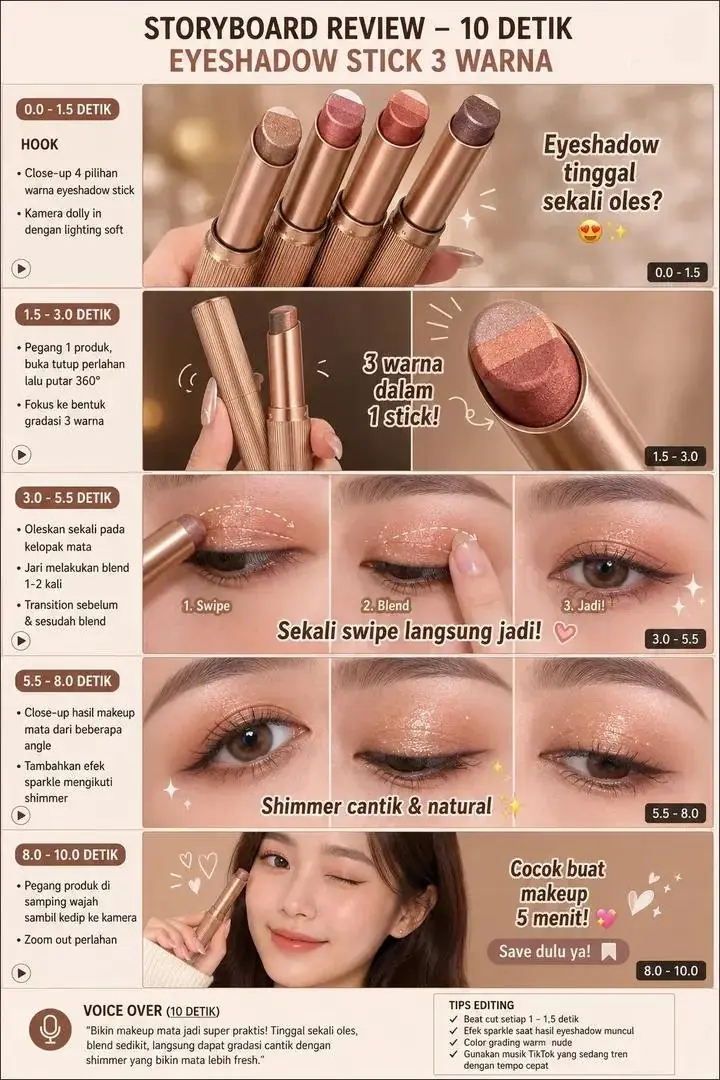 STORYBOARD REVIEW – 10 DETIK
EYESHADOW STICK 3 WARNA
0.0 - 1.5 DETIK
HOOK
• Close-up 4 pilihan
warna eyeshadow stick
• Kamera dolly in
dengan lighting soft
Eyeshadow
tinggal
sekali oles?
😍✨
0.0 - 1.5
1.5 - 3.0 DETIK
• Pegang 1 produk,
buka tutup perlahan
lalu putar 360°
• Fokus ke bentuk
gradasi 3 warna
3 warna
dalam
1 stick!
1.5 - 3.0
3.0 - 5.5 DETIK
• Oleskan sekali pada
kelopak mata
• Jari melakukan blend
1-2 kali
• Transition sebelum
& sesudah blend
1. Swipe
2. Blend
3. Jadi!
Sekali swipe langsung jadi!
3.0 - 5.5
5.5 - 8.0 DETIK
• Close-up hasil makeup
mata dari beberapa
angle
• Tambahkan efek
sparkle mengikuti
shimmer
Shimmer cantik & natural ✨
5.5 - 8.0
8.0 - 10.0 DETIK
• Pegang produk di
samping wajah
sambil kedip ke kamera
• Zoom out perlahan
Cocok buat
makeup
5 menit! 💖
Save dulu ya!
8.0 - 10.0
VOICE OVER (10 DETIK)
"Bikin makeup mata jadi super praktis! Tinggal sekali oles,
blend sedikit, langsung dapat gradasi cantik dengan
shimmer yang bikin mata lebih fresh."
TIPS EDITING
✓ Beat cut setiap 1 – 1,5 detik
✓ Efek sparkle saat hasil eyeshadow muncul
✓ Color grading warm nude
✓ Gunakan musik TikTok yang sedang tren
dengan tempo cepat